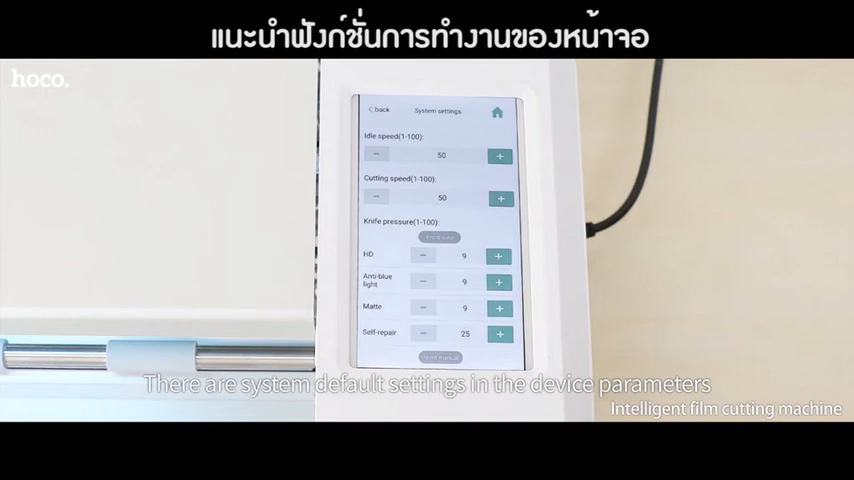 แนะนำฟังก์ชั่นการทำงานของหน้าจอ
hoco.
< back System settings
Idle speed(1-100):
− 50 +
Cutting speed(1-100):
− 50 +
Knife pressure(1-100):
HD − 9 +
Anti-blue light − 9 +
Matte − 9 +
Self-repair − 25 +
There are system default settings in the device parameters
Intelligent film cutting machine